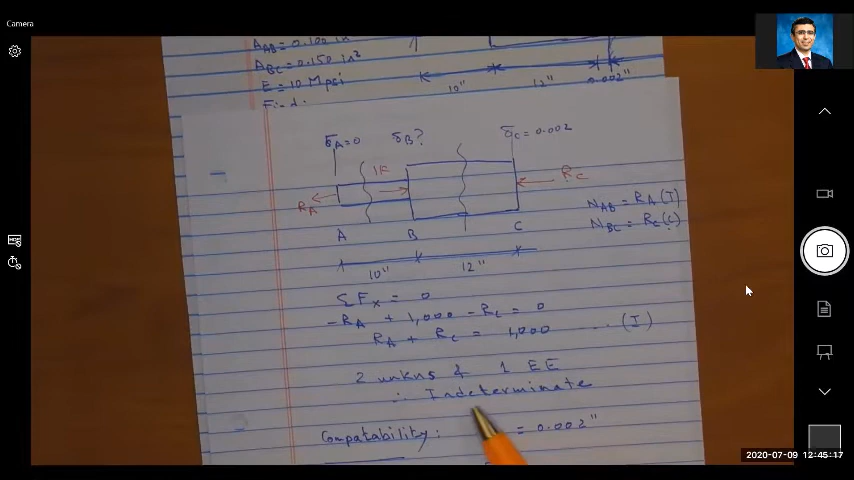 Camera
A_AB = 0.100 in
A_BC = 0.150 in²
E = 10 Mpsi
Find.
10" 12" 0.002"
δ_A = 0 δ_B? δ_C = 0.002
1K
R_A R_C
N_AB = R_A (T)
N_BC = R_C (C)
A B C
10" 12"
ΣF_x = 0
-R_A + 1,000 - R_C = 0
R_A + R_C = 1,000 .... (I)
2 unkns & 1 EE
∴ Indeterminate
Compatability: = 0.002"
2020-07-09 12:45:17